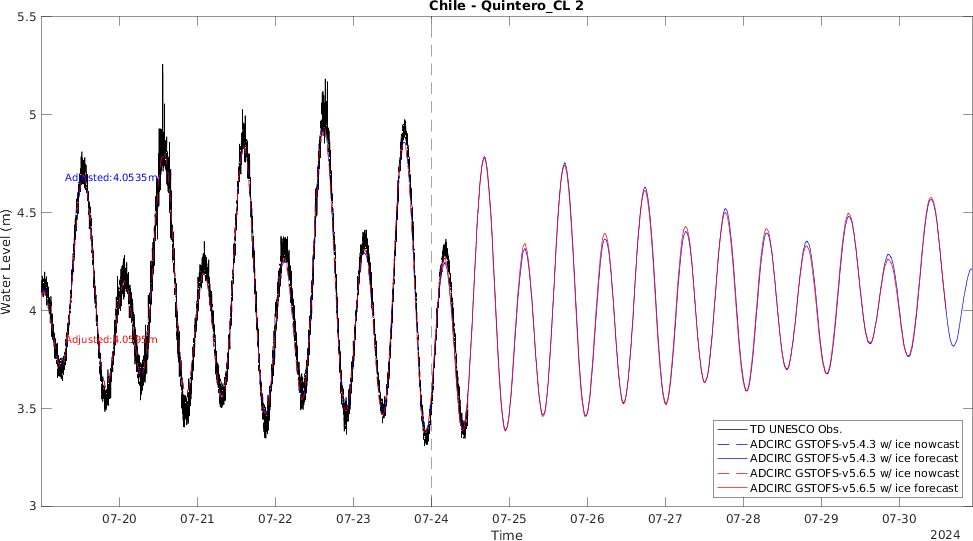 Chile - Quintero_CL 2
5.5
5
4.5
4
3.5
3
Water Level (m)
Adjusted:4.0535m
Adjusted:4.0595m
TD UNESCO Obs.
ADCIRC GSTOFS-v5.4.3 w/ ice nowcast
ADCIRC GSTOFS-v5.4.3 w/ ice forecast
ADCIRC GSTOFS-v5.6.5 w/ ice nowcast
ADCIRC GSTOFS-v5.6.5 w/ ice forecast
07-20 07-21 07-22 07-23 07-24 07-25 07-26 07-27 07-28 07-29 07-30
Time
2024